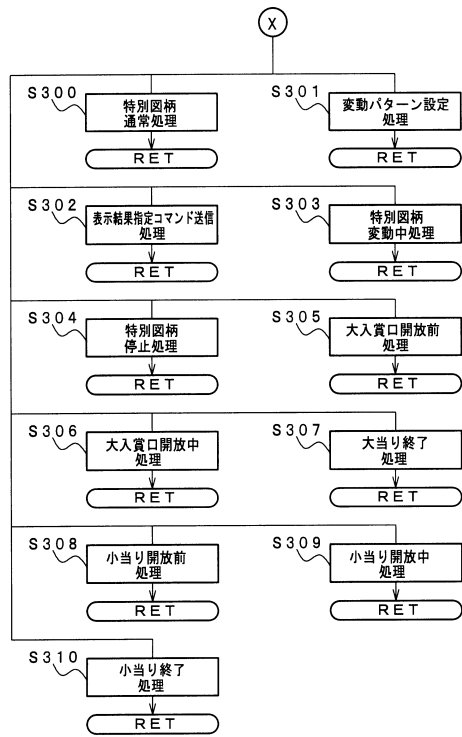 X
S300
特別図柄
通常処理
RET
S301
変動パターン設定
処理
RET
S302
表示結果指定コマンド送信
処理
RET
S303
特別図柄
変動中処理
RET
S304
特別図柄
停止処理
RET
S305
大入賞口開放前
処理
RET
S306
大入賞口開放中
処理
RET
S307
大当り終了
処理
RET
S308
小当り開放前
処理
RET
S309
小当り開放中
処理
RET
S310
小当り終了
処理
RET